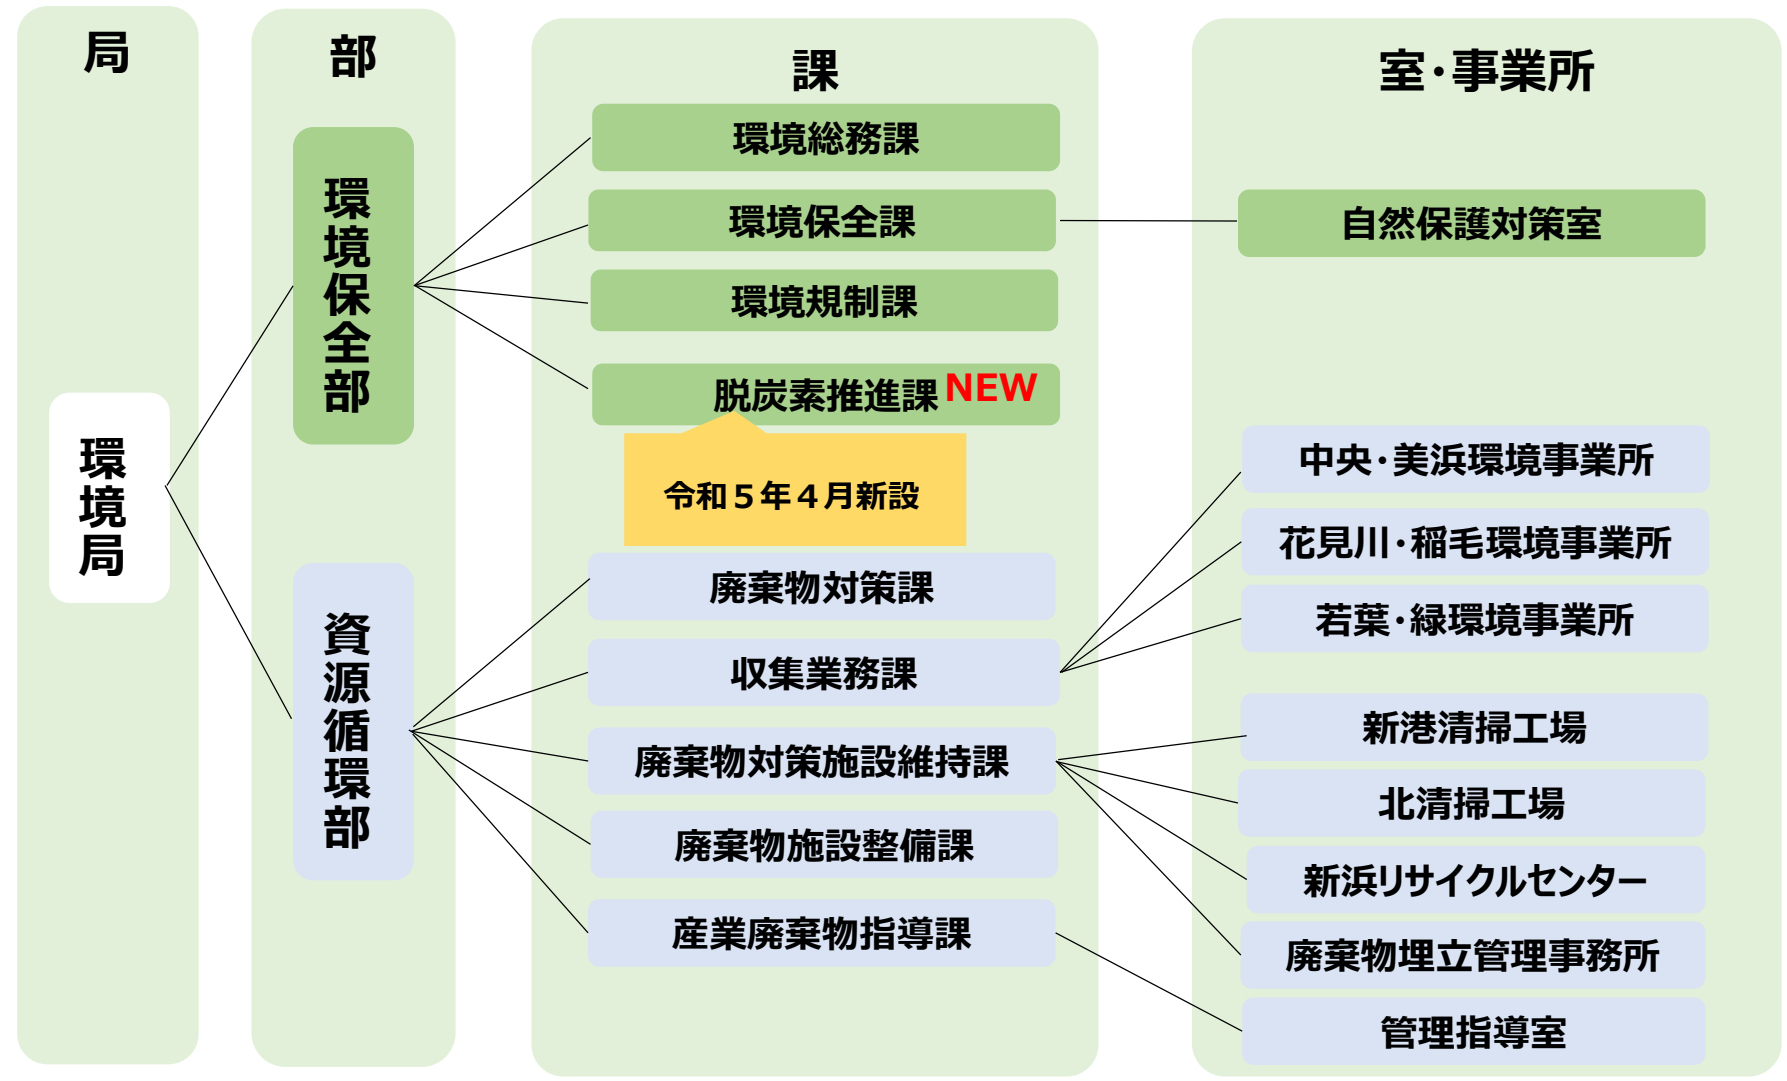 局
部
課
室・事業所
環境局
環境保全部
環境総務課
環境保全課
自然保護対策室
環境規制課
脱炭素推進課 NEW
令和５年４月新設
資源循環部
廃棄物対策課
収集業務課
中央・美浜環境事業所
花見川・稲毛環境事業所
若葉・緑環境事業所
廃棄物対策施設維持課
新港清掃工場
北清掃工場
新浜リサイクルセンター
廃棄物埋立管理事務所
廃棄物施設整備課
産業廃棄物指導課
管理指導室